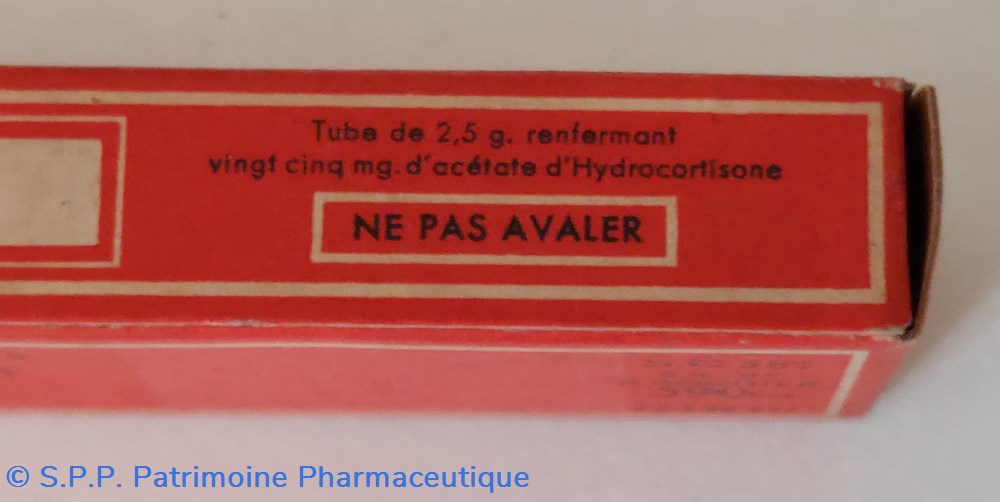 Tube de 2,5 g. renfermant
vingt cinq mg. d'acétate d'Hydrocortisone
NE PAS AVALER
© S.P.P. Patrimoine Pharmaceutique